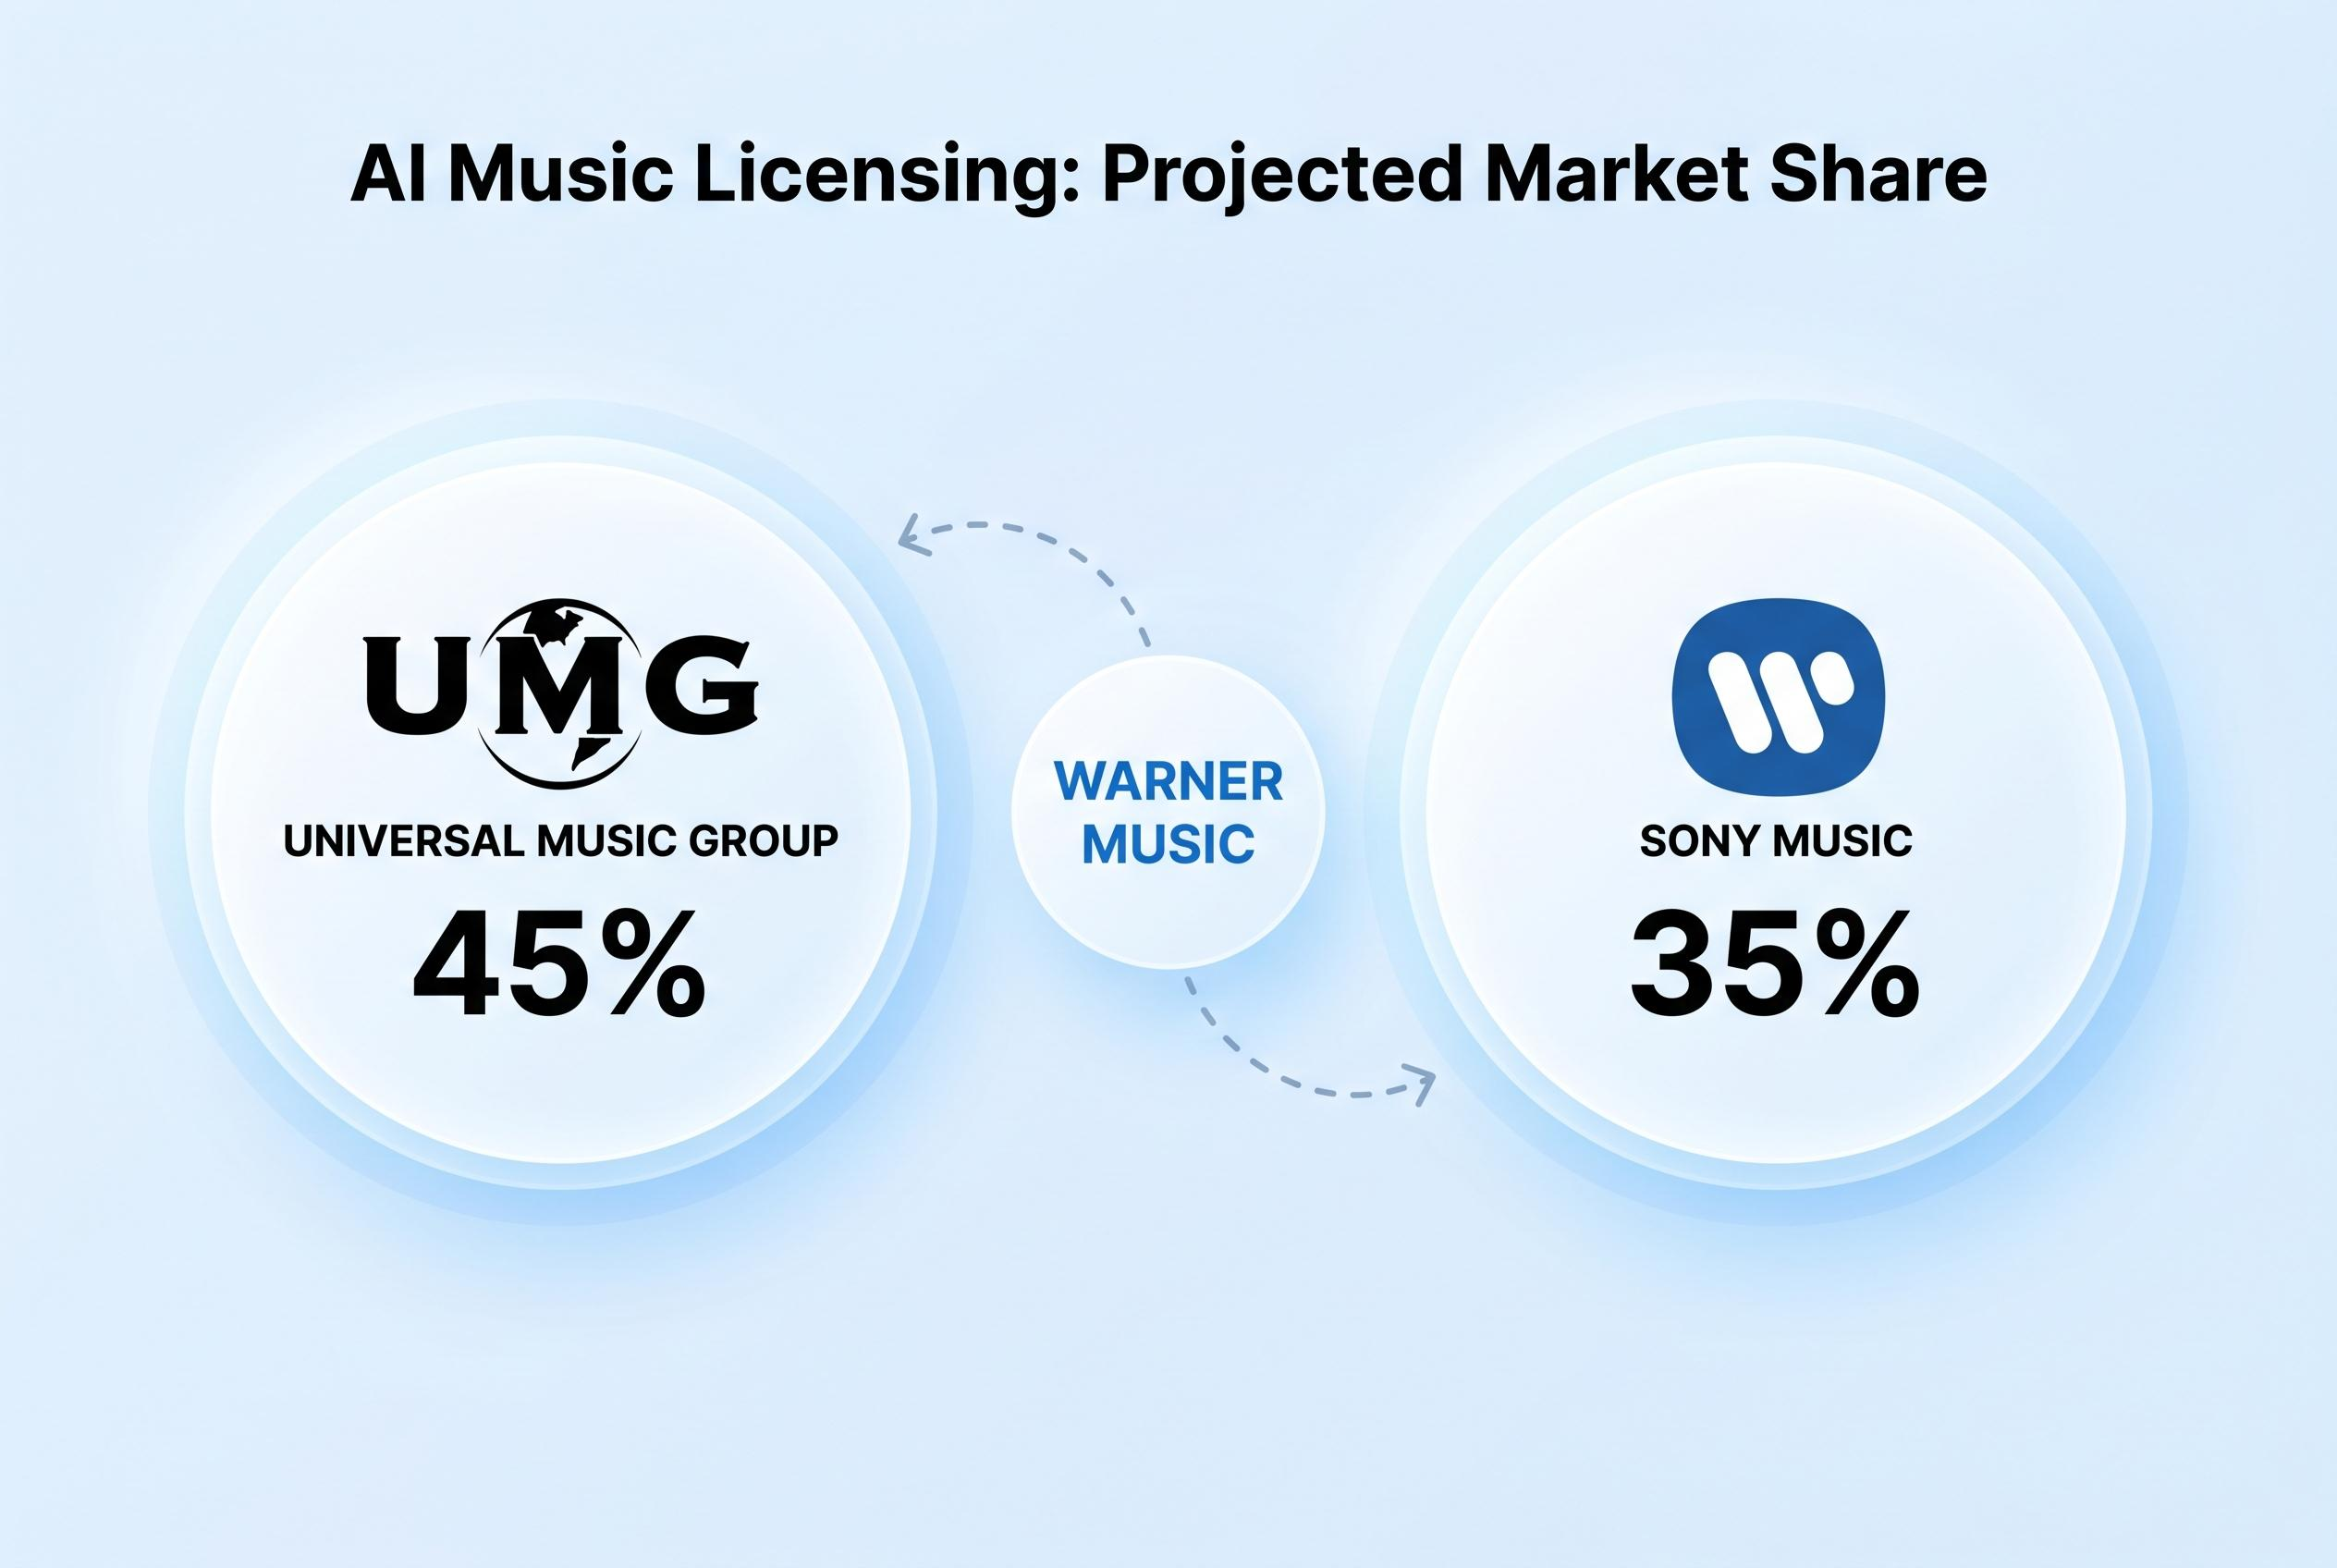 AI Music Licensing: Projected Market Share
UMG
UNIVERSAL MUSIC GROUP
45%
WARNER
MUSIC
SONY MUSIC
35%